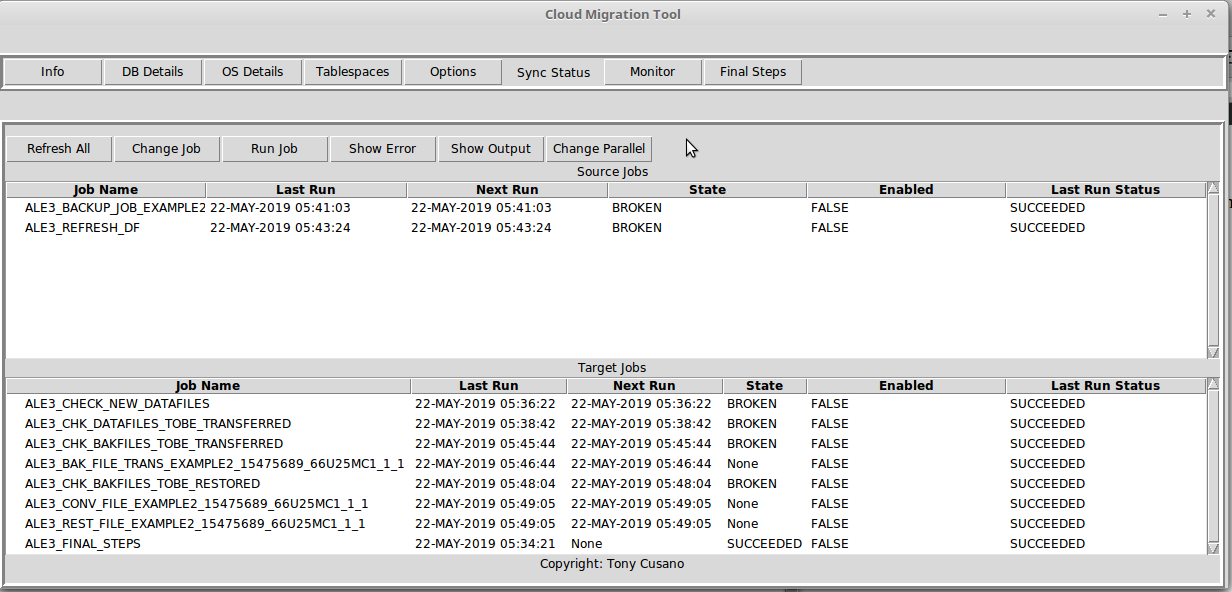 Cloud Migration Tool
Info DB Details OS Details Tablespaces Options Sync Status Monitor Final Steps
Refresh All Change Job Run Job Show Error Show Output Change Parallel
Source Jobs
Job Name Last Run Next Run State Enabled Last Run Status
ALE3_BACKUP_JOB_EXAMPLE2 22-MAY-2019 05:41:03 22-MAY-2019 05:41:03 BROKEN FALSE SUCCEEDED
ALE3_REFRESH_DF 22-MAY-2019 05:43:24 22-MAY-2019 05:43:24 BROKEN FALSE SUCCEEDED
Target Jobs
Job Name Last Run Next Run State Enabled Last Run Status
ALE3_CHECK_NEW_DATAFILES 22-MAY-2019 05:36:22 22-MAY-2019 05:36:22 BROKEN FALSE SUCCEEDED
ALE3_CHK_DATAFILES_TOBE_TRANSFERRED 22-MAY-2019 05:38:42 22-MAY-2019 05:38:42 BROKEN FALSE SUCCEEDED
ALE3_CHK_BAKFILES_TOBE_TRANSFERRED 22-MAY-2019 05:45:44 22-MAY-2019 05:45:44 BROKEN FALSE SUCCEEDED
ALE3_BAK_FILE_TRANS_EXAMPLE2_15475689_66U25MC1_1_1 22-MAY-2019 05:46:44 22-MAY-2019 05:46:44 None FALSE SUCCEEDED
ALE3_CHK_BAKFILES_TOBE_RESTORED 22-MAY-2019 05:48:04 22-MAY-2019 05:48:04 BROKEN FALSE SUCCEEDED
ALE3_CONV_FILE_EXAMPLE2_15475689_66U25MC1_1_1 22-MAY-2019 05:49:05 22-MAY-2019 05:49:05 None FALSE SUCCEEDED
ALE3_REST_FILE_EXAMPLE2_15475689_66U25MC1_1_1 22-MAY-2019 05:49:05 22-MAY-2019 05:49:05 None FALSE SUCCEEDED
ALE3_FINAL_STEPS 22-MAY-2019 05:34:21 None SUCCEEDED FALSE SUCCEEDED
Copyright: Tony Cusano